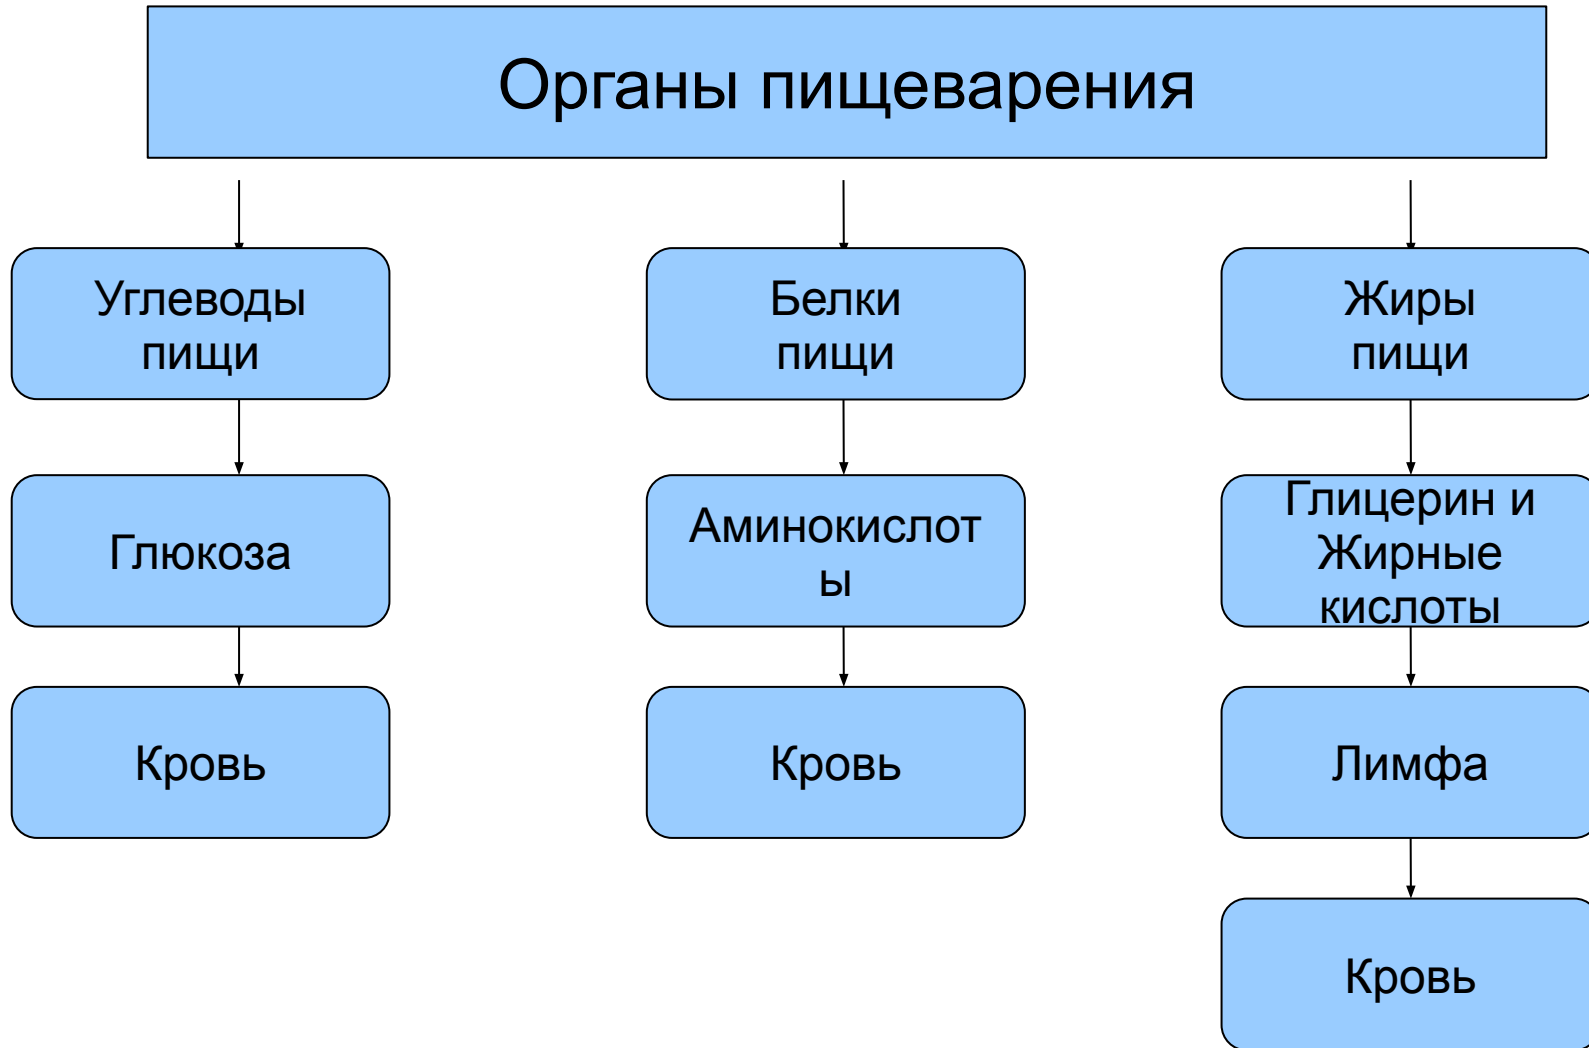 Органы пищеварения
Углеводы
пищи
Белки
пищи
Жиры
пищи
Глюкоза
Аминокислот
ы
Глицерин и
Жирные
кислоты
Кровь
Кровь
Лимфа
Кровь